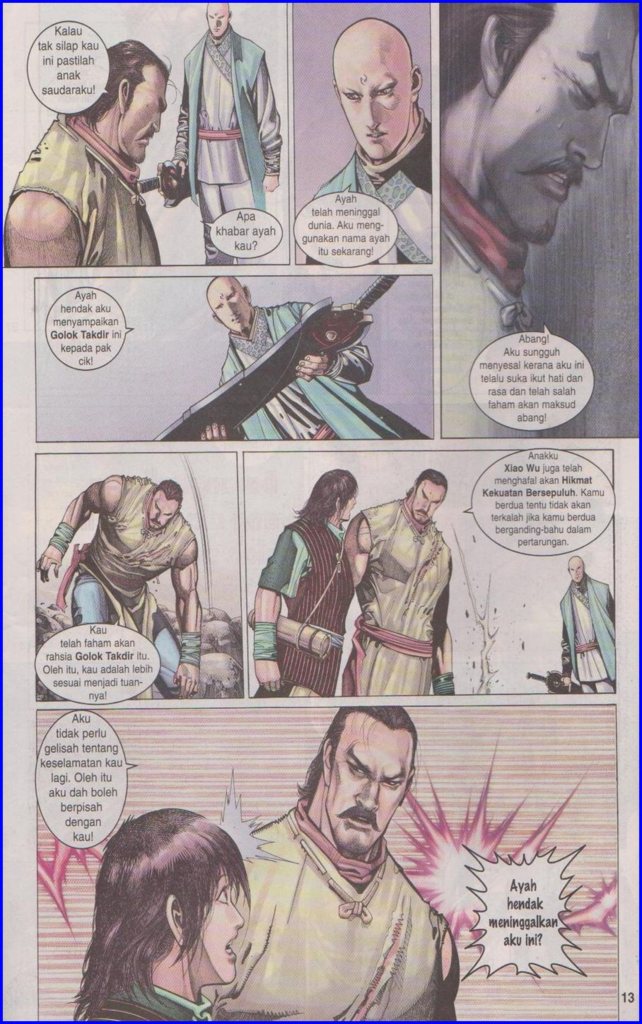 Kalau
tak silap kau
ini pastilah
anak
saudaraku!
Apa
khabar ayah
kau?
Ayah
telah meninggal
dunia. Aku meng-
gunakan nama ayah
itu sekarang!
Abang!
Aku sungguh
menyesal kerana aku ini
telalu suka ikut hati dan
rasa dan telah salah
faham akan maksud
abang!
Ayah
hendak aku
menyampaikan
Golok Takdir ini
kepada pak
cik!
Kau
telah faham akan
rahsia Golok Takdir itu.
Oleh itu, kau adalah lebih
sesuai menjadi tuan-
nya!
Anakku
Xiao Wu juga telah
menghafal akan Hikmat
Kekuatan Bersepuluh. Kamu
berdua tentu tidak akan
terkalah jika kamu berdua
berganding-bahu dalam
pertarungan.
Aku
tidak perlu
gelisah tentang
keselamatan kau
lagi. Oleh itu
aku dah boleh
berpisah
dengan
kau!
Ayah
hendak
meninggalkan
aku ini?
13